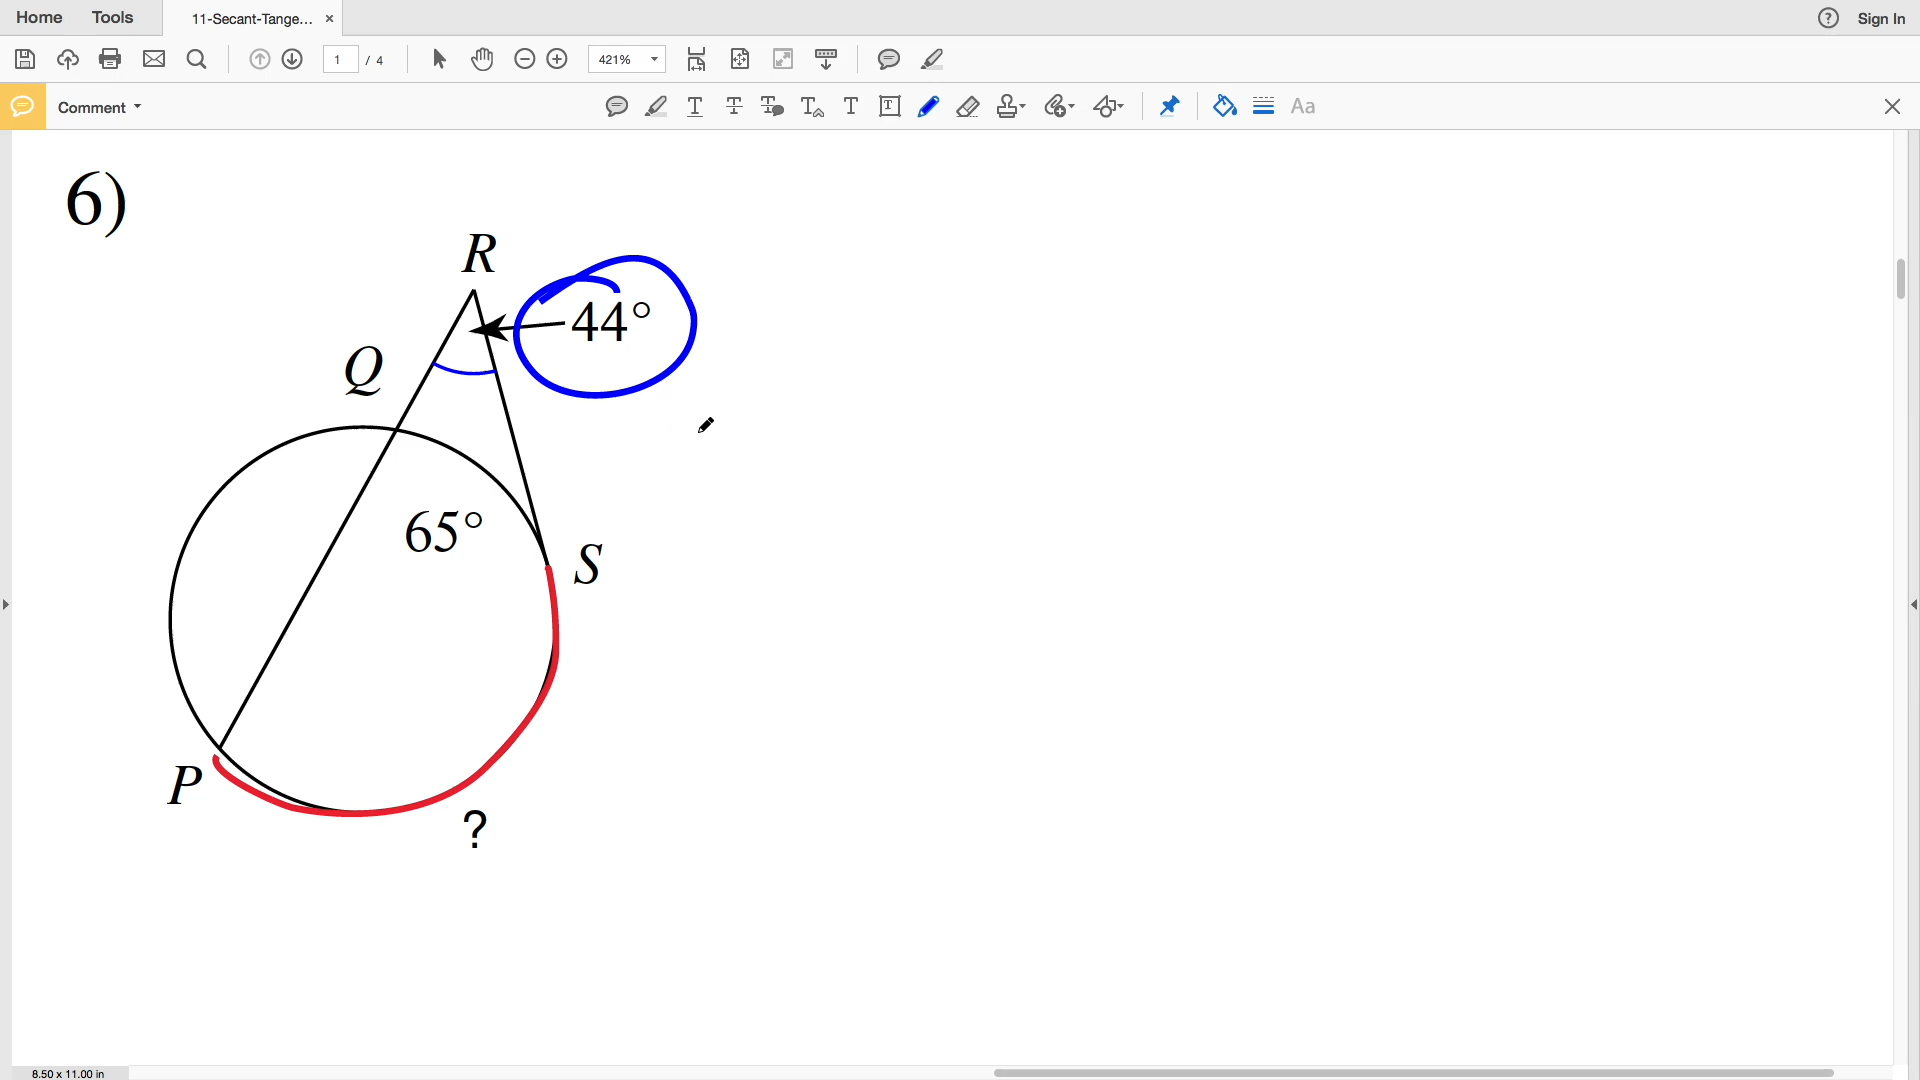 Home Tools 11-Secant-Tange... × ? Sign In
1 / 4 421%
Comment Aa
6)
R
44°
Q
65°
S
P
?
8.50 x 11.00 in